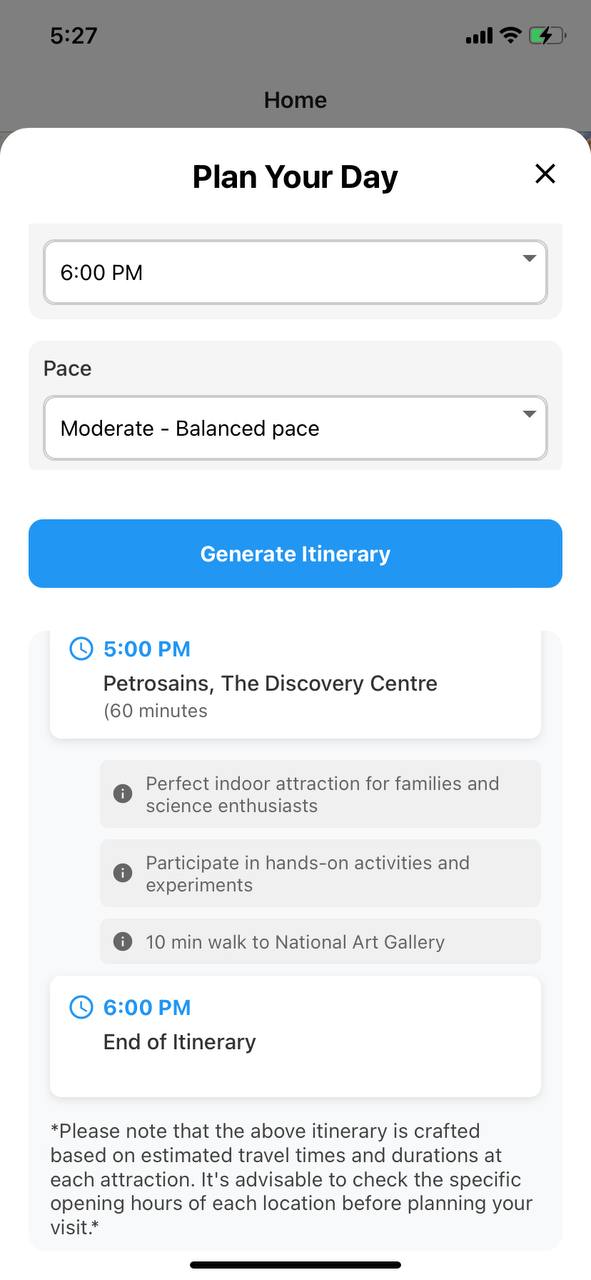 5:27
Home
Plan Your Day
6:00 PM
Pace
Moderate - Balanced pace
Generate Itinerary
5:00 PM
Petrosains, The Discovery Centre
(60 minutes
Perfect indoor attraction for families and
science enthusiasts
Participate in hands-on activities and
experiments
10 min walk to National Art Gallery
6:00 PM
End of Itinerary
*Please note that the above itinerary is crafted
based on estimated travel times and durations at
each attraction. It's advisable to check the specific
opening hours of each location before planning your
visit.*